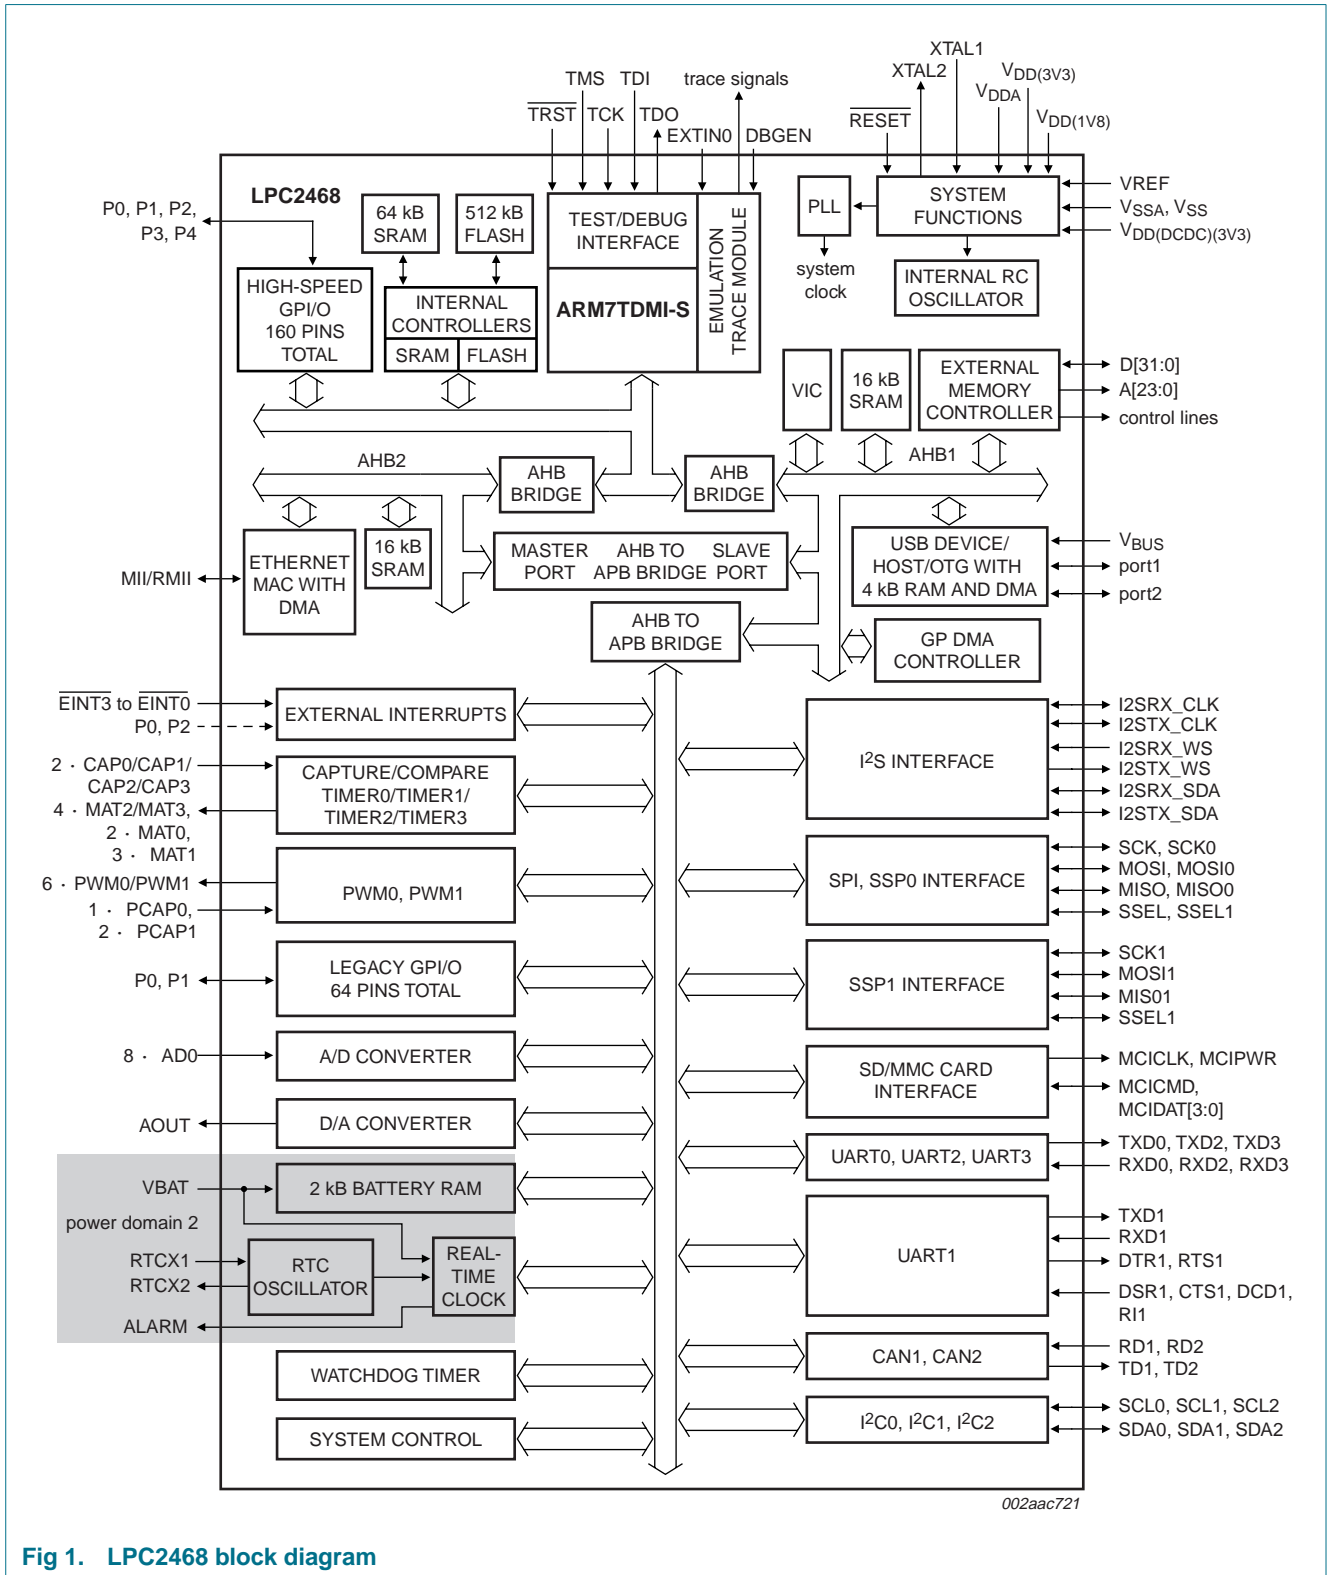 XTAL1
XTAL2
VDD(3V3)
TMS TDI trace signals
VDDA
TRST TCK TDO
RESET
VDD(1V8)
EXTIN0 DBGEN
LPC2468
P0, P1, P2,
P3, P4
64 kB
SRAM
512 kB
FLASH
TEST/DEBUG
INTERFACE
EMULATION
TRACE MODULE
PLL
SYSTEM
FUNCTIONS
VREF
VSSA, VSS
VDD(DCDC)(3V3)
system
clock
INTERNAL RC
OSCILLATOR
HIGH-SPEED
GPI/O
160 PINS
TOTAL
INTERNAL
CONTROLLERS
SRAM FLASH
ARM7TDMI-S
VIC
16 kB
SRAM
EXTERNAL
MEMORY
CONTROLLER
D[31:0]
A[23:0]
control lines
AHB2
AHB
BRIDGE
AHB
BRIDGE
AHB1
ETHERNET
MAC WITH
DMA
MII/RMII
16 kB
SRAM
MASTER
PORT
AHB TO
APB BRIDGE
SLAVE
PORT
USB DEVICE/
HOST/OTG WITH
4 kB RAM AND DMA
VBUS
port1
port2
AHB TO
APB BRIDGE
GP DMA
CONTROLLER
EINT3 to EINT0
P0, P2
EXTERNAL INTERRUPTS
I2S INTERFACE
I2SRX_CLK
I2STX_CLK
I2SRX_WS
I2STX_WS
I2SRX_SDA
I2STX_SDA
2 · CAP0/CAP1/
CAP2/CAP3
4 · MAT2/MAT3,
2 · MAT0,
3 · MAT1
CAPTURE/COMPARE
TIMER0/TIMER1/
TIMER2/TIMER3
SPI, SSP0 INTERFACE
SCK, SCK0
MOSI, MOSI0
MISO, MISO0
SSEL, SSEL1
6 · PWM0/PWM1
1 · PCAP0,
2 · PCAP1
PWM0, PWM1
SSP1 INTERFACE
SCK1
MOSI1
MIS01
SSEL1
P0, P1
LEGACY GPI/O
64 PINS TOTAL
8 · AD0
A/D CONVERTER
SD/MMC CARD
INTERFACE
MCICLK, MCIPWR
MCICMD,
MCIDAT[3:0]
AOUT
D/A CONVERTER
UART0, UART2, UART3
TXD0, TXD2, TXD3
RXD0, RXD2, RXD3
VBAT
2 kB BATTERY RAM
power domain 2
UART1
TXD1
RXD1
DTR1, RTS1
DSR1, CTS1, DCD1,
RI1
RTCX1
RTCX2
RTC
OSCILLATOR
REAL-
TIME
CLOCK
ALARM
CAN1, CAN2
RD1, RD2
TD1, TD2
WATCHDOG TIMER
I2C0, I2C1, I2C2
SCL0, SCL1, SCL2
SDA0, SDA1, SDA2
SYSTEM CONTROL
002aac721
Fig 1. LPC2468 block diagram